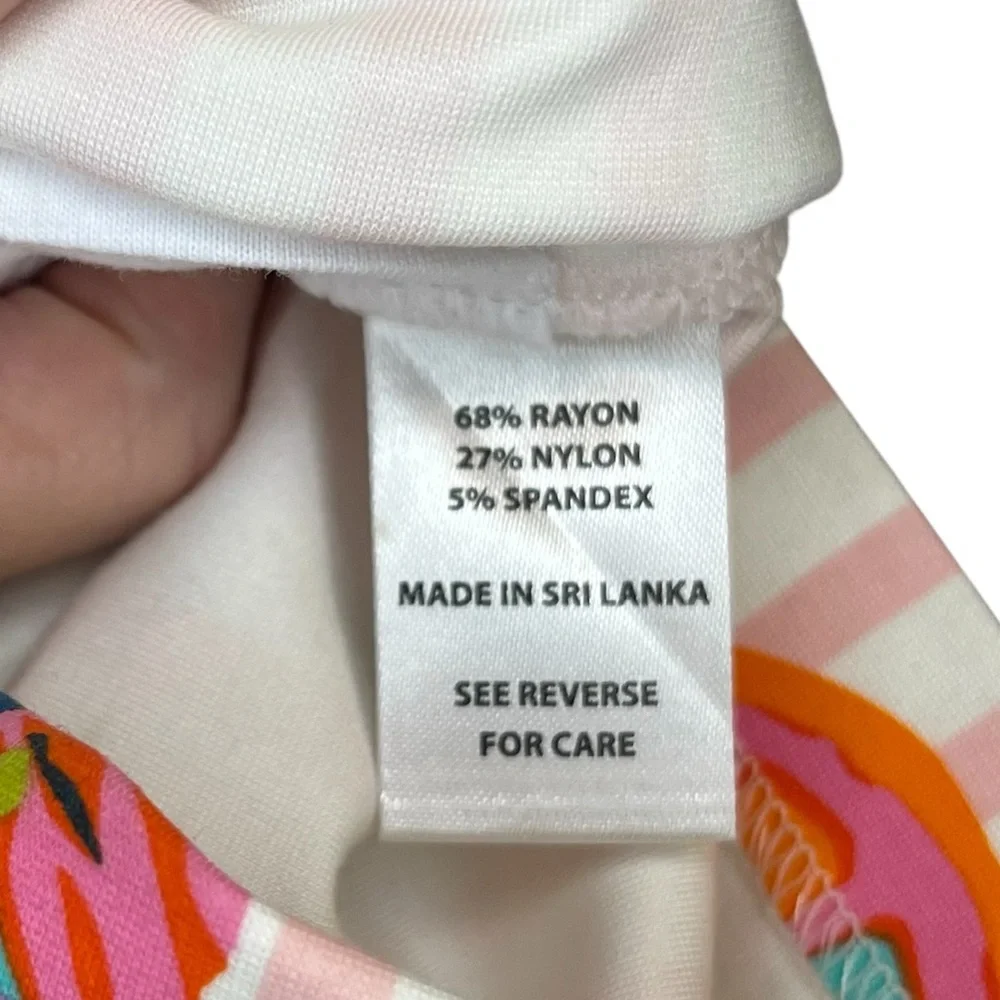 68% RAYON
27% NYLON
5% SPANDEX
MADE IN SRI LANKA
SEE REVERSE
FOR CARE